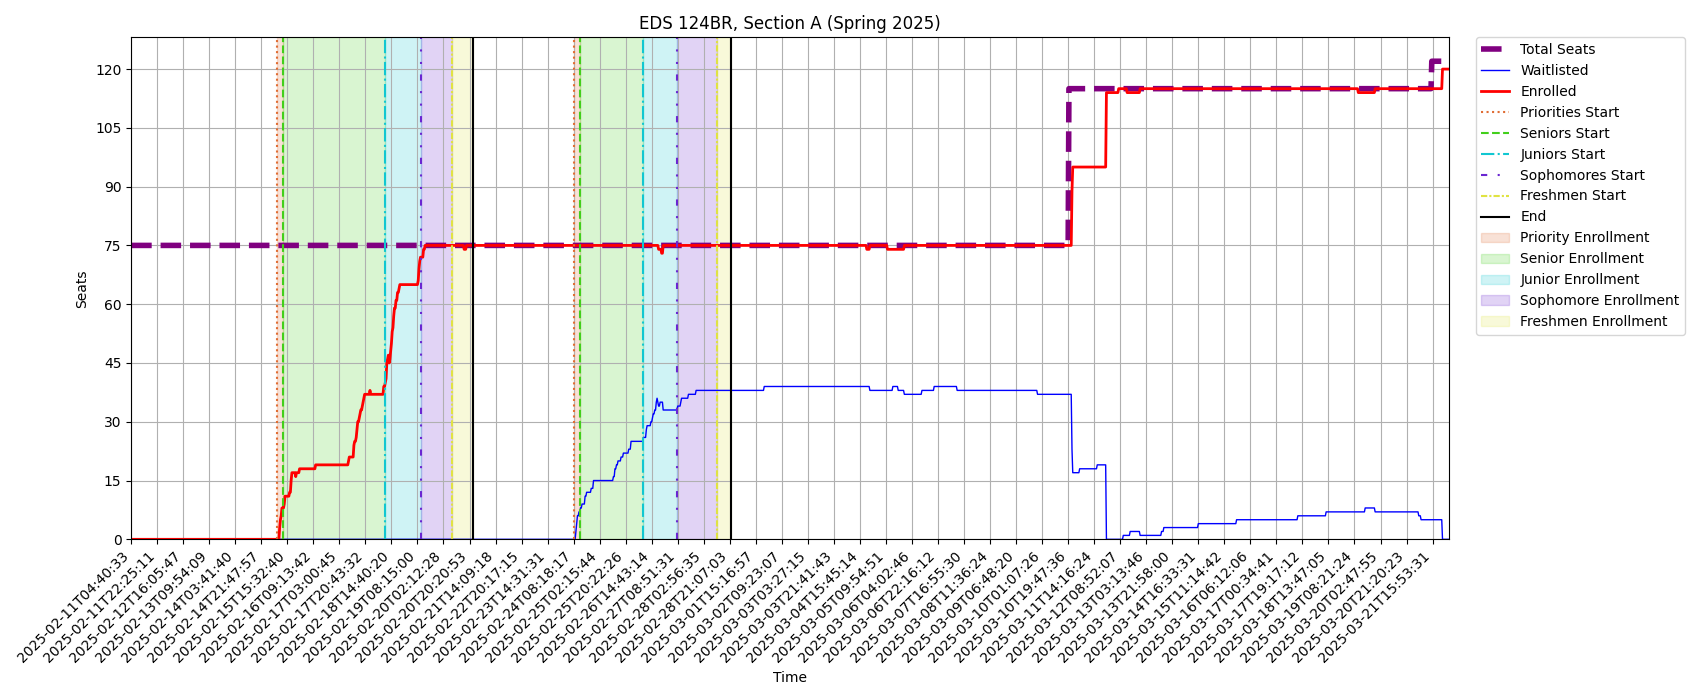 EDS 124BR, Section A (Spring 2025)
Seats
120
105
90
75
60
45
30
15
0
2025-02-11T04:40:33
2025-02-11T22:25:11
2025-02-12T16:05:47
2025-02-13T09:54:09
2025-02-14T03:41:40
2025-02-14T21:47:57
2025-02-15T15:32:40
2025-02-16T09:13:42
2025-02-17T03:00:45
2025-02-17T20:43:32
2025-02-18T14:40:20
2025-02-19T08:15:00
2025-02-20T02:12:28
2025-02-20T20:20:53
2025-02-21T14:09:18
2025-02-22T20:17:15
2025-02-23T14:31:31
2025-02-24T08:18:17
2025-02-25T02:15:44
2025-02-25T20:22:26
2025-02-26T14:43:14
2025-02-27T08:51:31
2025-02-28T02:56:35
2025-02-28T21:07:03
2025-03-01T15:16:57
2025-03-02T09:23:07
2025-03-03T03:27:15
2025-03-03T21:41:43
2025-03-04T15:45:14
2025-03-05T09:54:51
2025-03-06T04:02:46
2025-03-06T22:16:12
2025-03-07T16:55:30
2025-03-08T11:36:24
2025-03-09T06:48:20
2025-03-10T01:07:26
2025-03-10T19:47:36
2025-03-11T14:16:24
2025-03-12T08:52:07
2025-03-13T03:13:46
2025-03-13T21:58:00
2025-03-14T16:33:31
2025-03-15T11:14:42
2025-03-16T06:12:06
2025-03-17T00:34:41
2025-03-17T19:17:12
2025-03-18T13:47:05
2025-03-19T08:21:24
2025-03-20T02:47:55
2025-03-20T21:20:23
2025-03-21T15:53:31
Time
Total Seats
Waitlisted
Enrolled
Priorities Start
Seniors Start
Juniors Start
Sophomores Start
Freshmen Start
End
Priority Enrollment
Senior Enrollment
Junior Enrollment
Sophomore Enrollment
Freshmen Enrollment